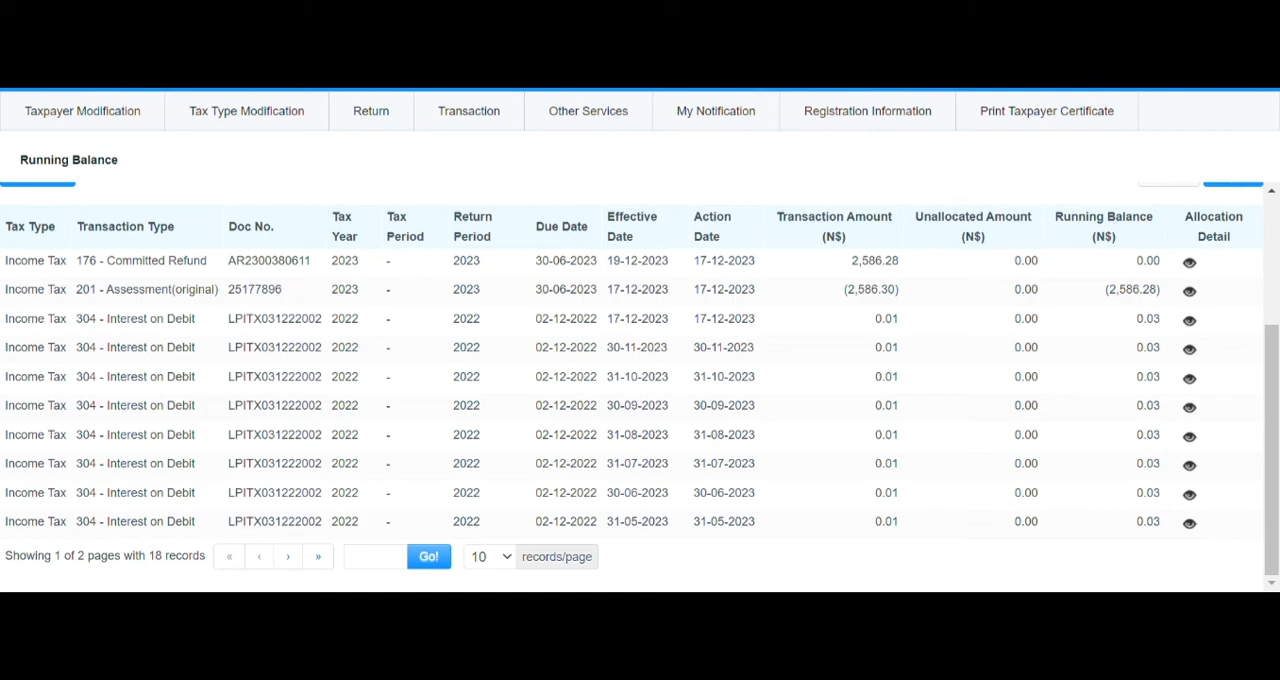 Taxpayer Modification Tax Type Modification Return Transaction Other Services My Notification Registration Information Print Taxpayer Certificate
Running Balance
Tax Type Transaction Type Doc No. Tax Year Tax Period Return Period Due Date Effective Date Action Date Transaction Amount (N$) Unallocated Amount (N$) Running Balance (N$) Allocation Detail
Income Tax 176 - Committed Refund AR2300380611 2023 - 2023 30-06-2023 19-12-2023 17-12-2023 2,586.28 0.00 0.00
Income Tax 201 - Assessment(original) 25177896 2023 - 2023 30-06-2023 17-12-2023 17-12-2023 (2,586.30) 0.00 (2,586.28)
Income Tax 304 - Interest on Debit LPITX031222002 2022 - 2022 02-12-2022 17-12-2023 17-12-2023 0.01 0.00 0.03
Income Tax 304 - Interest on Debit LPITX031222002 2022 - 2022 02-12-2022 30-11-2023 30-11-2023 0.01 0.00 0.03
Income Tax 304 - Interest on Debit LPITX031222002 2022 - 2022 02-12-2022 31-10-2023 31-10-2023 0.01 0.00 0.03
Income Tax 304 - Interest on Debit LPITX031222002 2022 - 2022 02-12-2022 30-09-2023 30-09-2023 0.01 0.00 0.03
Income Tax 304 - Interest on Debit LPITX031222002 2022 - 2022 02-12-2022 31-08-2023 31-08-2023 0.01 0.00 0.03
Income Tax 304 - Interest on Debit LPITX031222002 2022 - 2022 02-12-2022 31-07-2023 31-07-2023 0.01 0.00 0.03
Income Tax 304 - Interest on Debit LPITX031222002 2022 - 2022 02-12-2022 30-06-2023 30-06-2023 0.01 0.00 0.03
Income Tax 304 - Interest on Debit LPITX031222002 2022 - 2022 02-12-2022 31-05-2023 31-05-2023 0.01 0.00 0.03
Showing 1 of 2 pages with 18 records « ‹ › » Go! 10 records/page